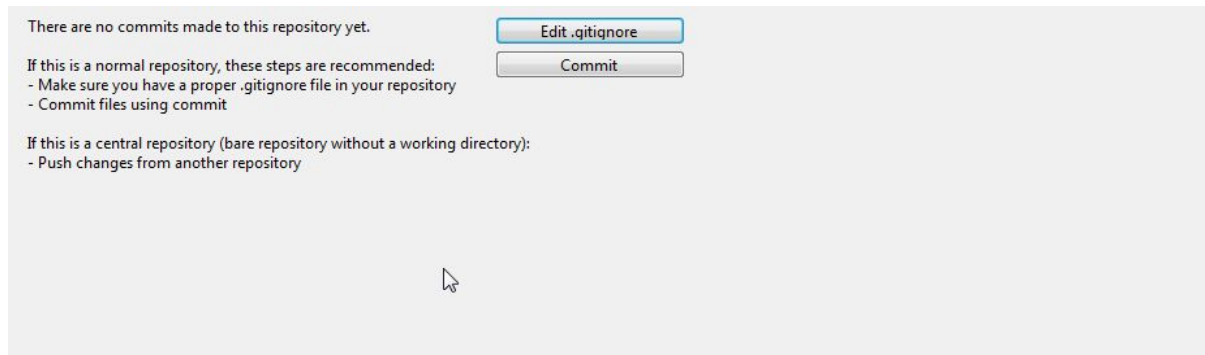 There are no commits made to this repository yet.
Edit .gitignore
If this is a normal repository, these steps are recommended:
Commit
- Make sure you have a proper .gitignore file in your repository
- Commit files using commit
If this is a central repository (bare repository without a working directory):
- Push changes from another repository